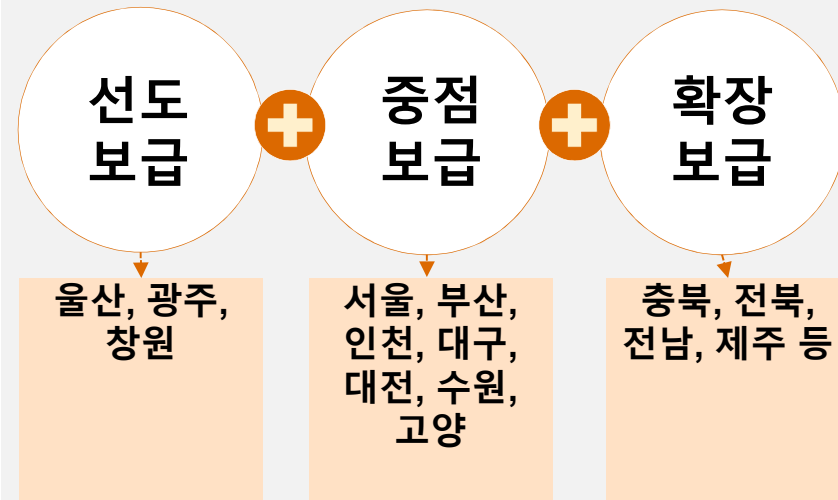 선도
보급
중점
보급
확장
보급
울산, 광주,
창원
서울, 부산,
인천, 대구,
대전, 수원,
고양
충북, 전북,
전남, 제주 등